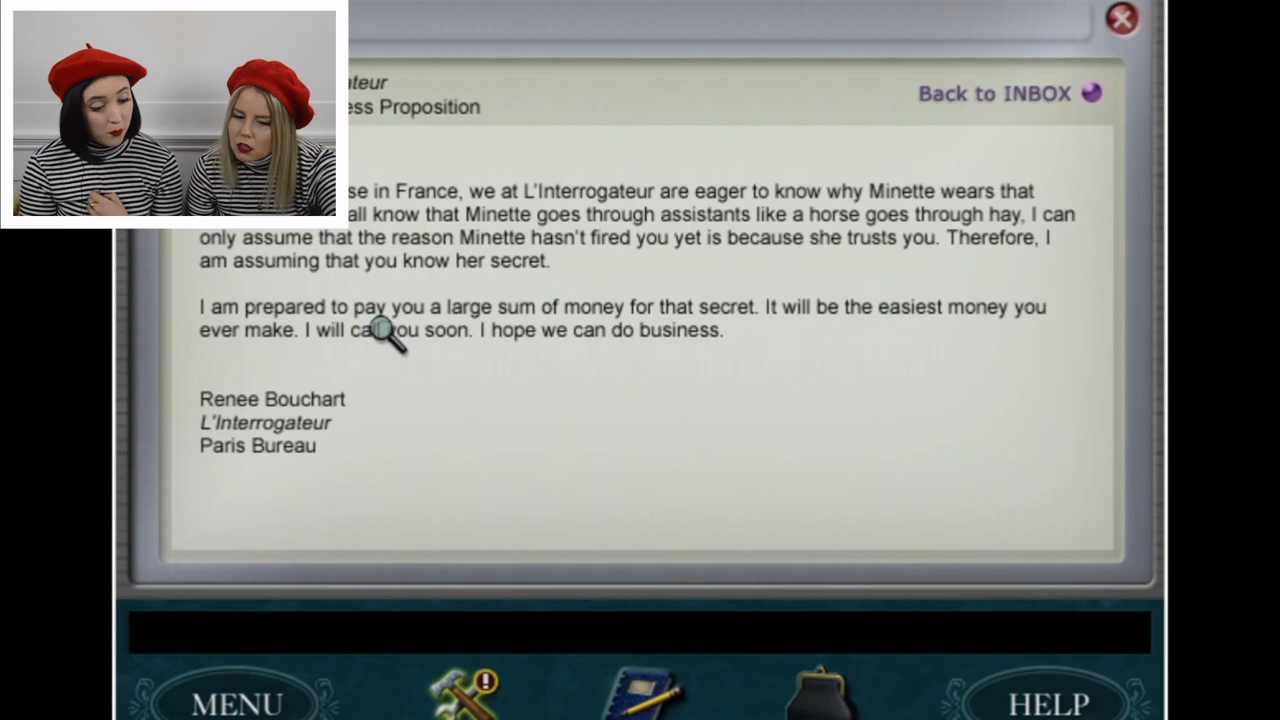 ateur
ess Proposition
Back to INBOX
se in France, we at L'Interrogateur are eager to know why Minette wears that
all know that Minette goes through assistants like a horse goes through hay, I can
only assume that the reason Minette hasn't fired you yet is because she trusts you. Therefore, I
am assuming that you know her secret.
I am prepared to pay you a large sum of money for that secret. It will be the easiest money you
ever make. I will call you soon. I hope we can do business.
Renee Bouchart
L'Interrogateur
Paris Bureau
MENU
HELP